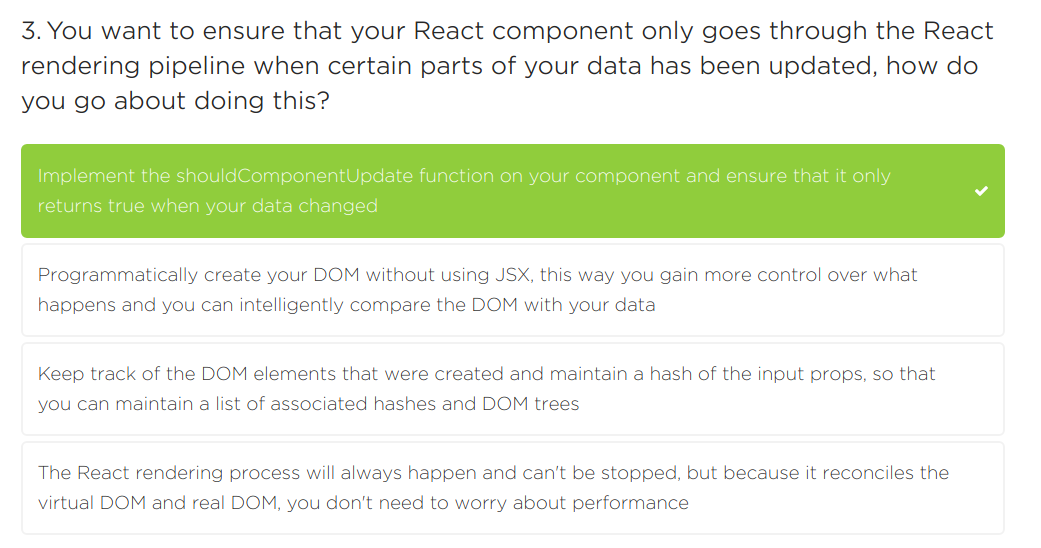 3. You want to ensure that your React component only goes through the React
rendering pipeline when certain parts of your data has been updated, how do
you go about doing this?
Implement the shouldComponentUpdate function on your component and ensure that it only
returns true when your data changed
Programmatically create your DOM without using JSX, this way you gain more control over what
happens and you can intelligently compare the DOM with your data
Keep track of the DOM elements that were created and maintain a hash of the input props, so that
you can maintain a list of associated hashes and DOM trees
The React rendering process will always happen and can't be stopped, but because it reconciles the
virtual DOM and real DOM, you don't need to worry about performance